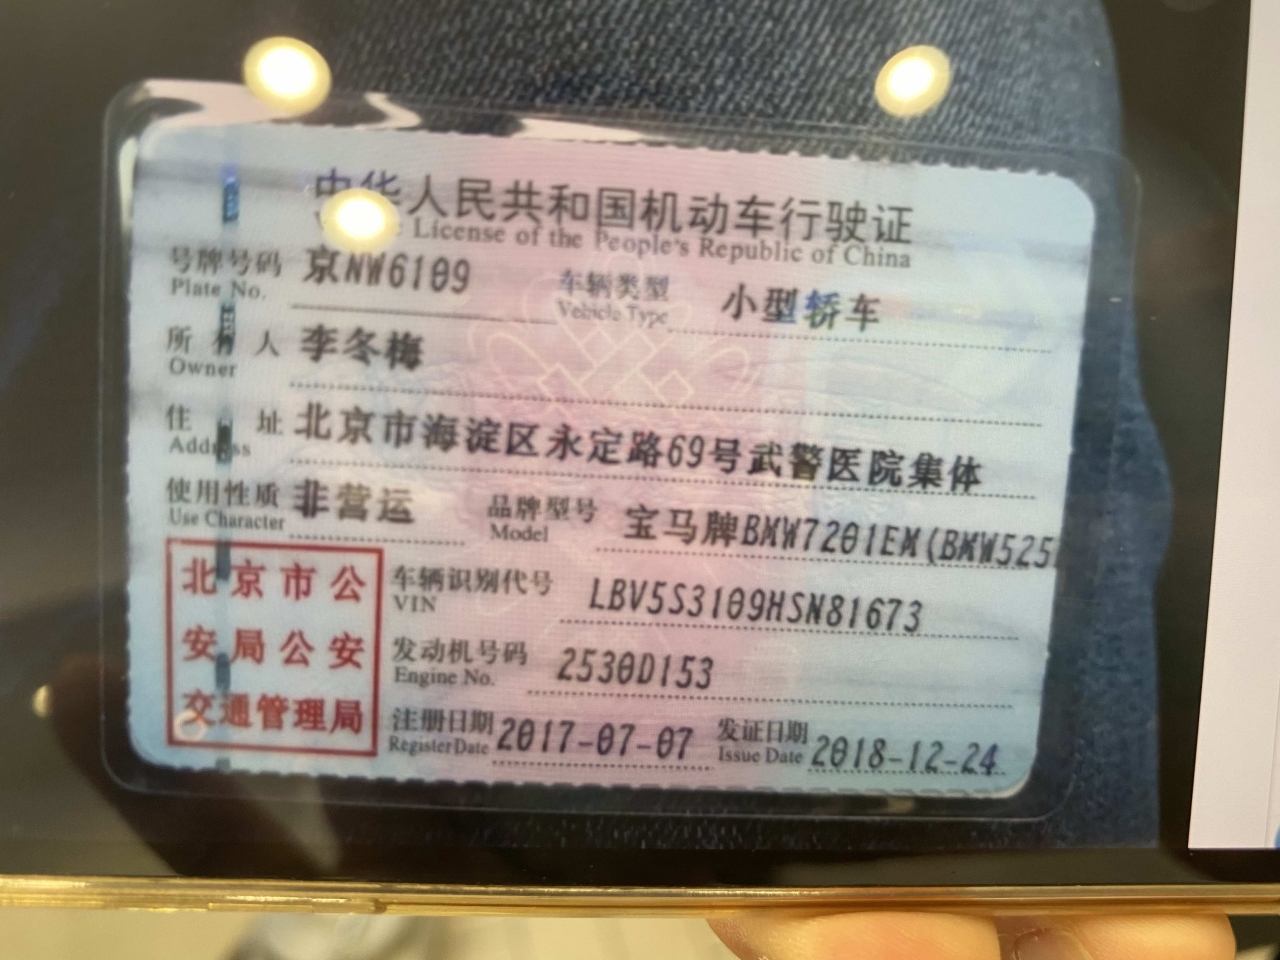 中华人民共和国机动车行驶证
License of the People's Republic of China
号牌号码 京NW6109 车辆类型 小型轿车
Plate No. Vehicle Type
所有人 李冬梅
Owner
住址 北京市海淀区永定路69号武警医院集体
Address
使用性质 非营运 品牌型号 宝马牌BMW7201EM(BMW525
Use Character Model
北京市公
安局公安
交通管理局
车辆识别代号 LBV5S3109HSN81673
VIN
发动机号码 2530D153
Engine No.
注册日期 2017-07-07 发证日期 2018-12-24
Register Date Issue Date